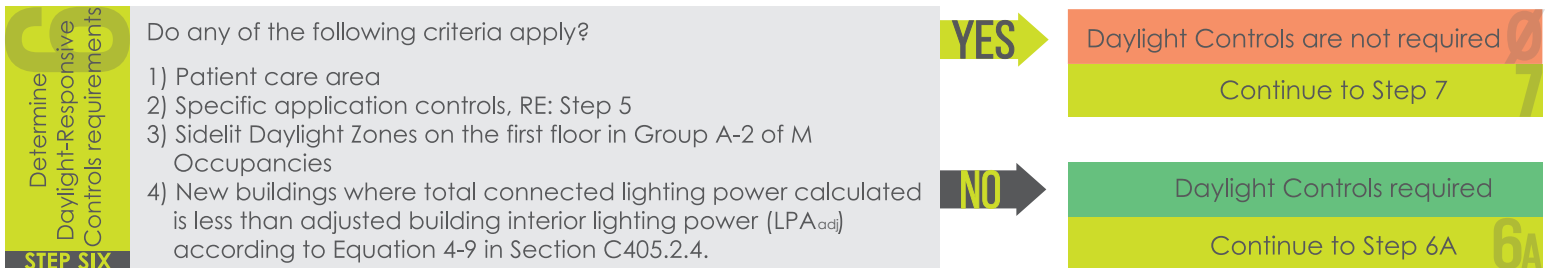 6
Determine
Daylight-Responsive
Controls requirements
STEP SIX
Do any of the following criteria apply?
1) Patient care area
2) Specific application controls, RE: Step 5
3) Sidelit Daylight Zones on the first floor in Group A-2 of M
Occupancies
4) New buildings where total connected lighting power calculated
is less than adjusted building interior lighting power (LPAadj)
according to Equation 4-9 in Section C405.2.4.
YES
Daylight Controls are not required Ø
Continue to Step 7 7
NO
Daylight Controls required
Continue to Step 6A 6A